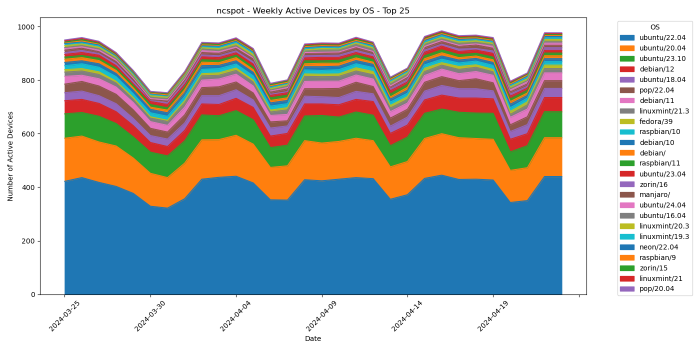 ncspot - Weekly Active Devices by OS - Top 25
Number of Active Devices
1000
800
600
400
200
0
2024-03-25
2024-03-30
2024-04-04
2024-04-09
2024-04-14
2024-04-19
Date
OS
ubuntu/22.04
ubuntu/20.04
ubuntu/23.10
debian/12
ubuntu/18.04
pop/22.04
debian/11
linuxmint/21.3
fedora/39
raspbian/10
debian/10
debian/
raspbian/11
ubuntu/23.04
zorin/16
manjaro/
ubuntu/24.04
ubuntu/16.04
linuxmint/20.3
linuxmint/19.3
neon/22.04
raspbian/9
zorin/15
linuxmint/21
pop/20.04